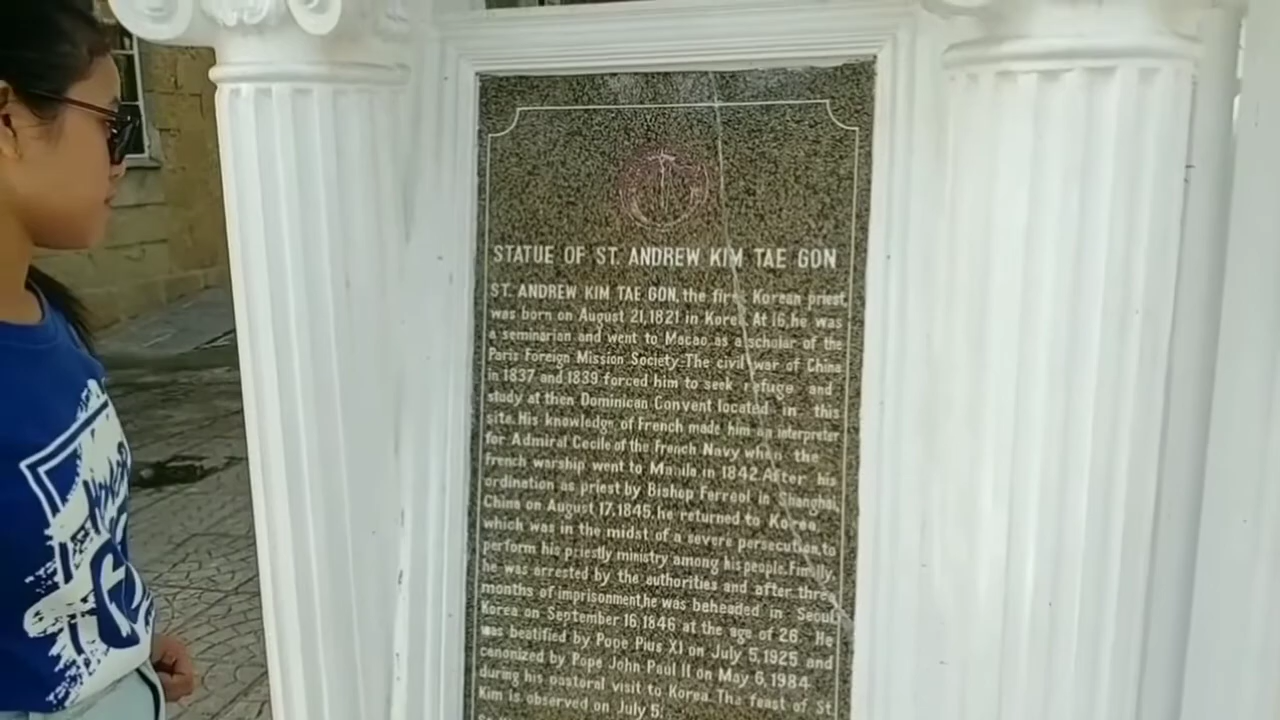 STATUE OF ST. ANDREW KIM TAE GON
ST. ANDREW KIM TAE GON, the first Korean priest,
was born on August 21,1821 in Korea. At 16, he was
a seminarian and went to Macao as a scholar of the
Paris Foreign Mission Society. The civil war of China
in 1837 and 1839 forced him to seek refuge and
study at then Dominican Convent located in this
site. His knowledge of French made him an interpreter
for Admiral Cecile of the French Navy when the
french warship went to Manila in 1842. After his
ordination as priest by Bishop Ferreol in Shanghai,
China on August 17,1845, he returned to Korea,
which was in the midst of a severe persecution, to
perform his priestly ministry among his people. Finally,
he was arrested by the authorities and after three
months of imprisonment, he was beheaded in Seoul,
Korea on September 16,1846 at the age of 26. He
was beatified by Pope Pius XI on July 5,1925 and
canonized by Pope John Paul II on May 6,1984
during his pastoral visit to Korea. The feast of St.
Kim is observed on July 5.